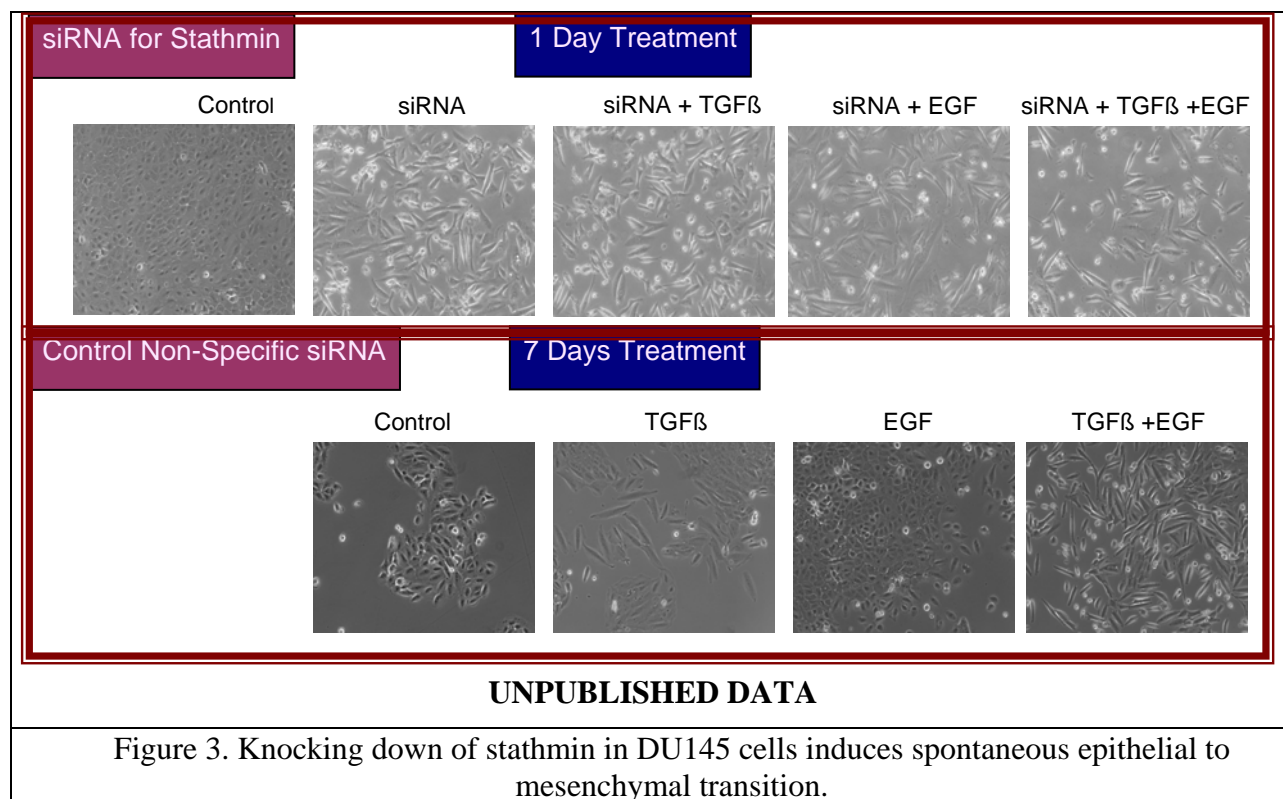 siRNA for Stathmin
1 Day Treatment
Control
siRNA
siRNA + TGFß
siRNA + EGF
siRNA + TGFß +EGF
Control Non-Specific siRNA
7 Days Treatment
Control
TGFß
EGF
TGFß +EGF
UNPUBLISHED DATA
Figure 3. Knocking down of stathmin in DU145 cells induces spontaneous epithelial to
mesenchymal transition.